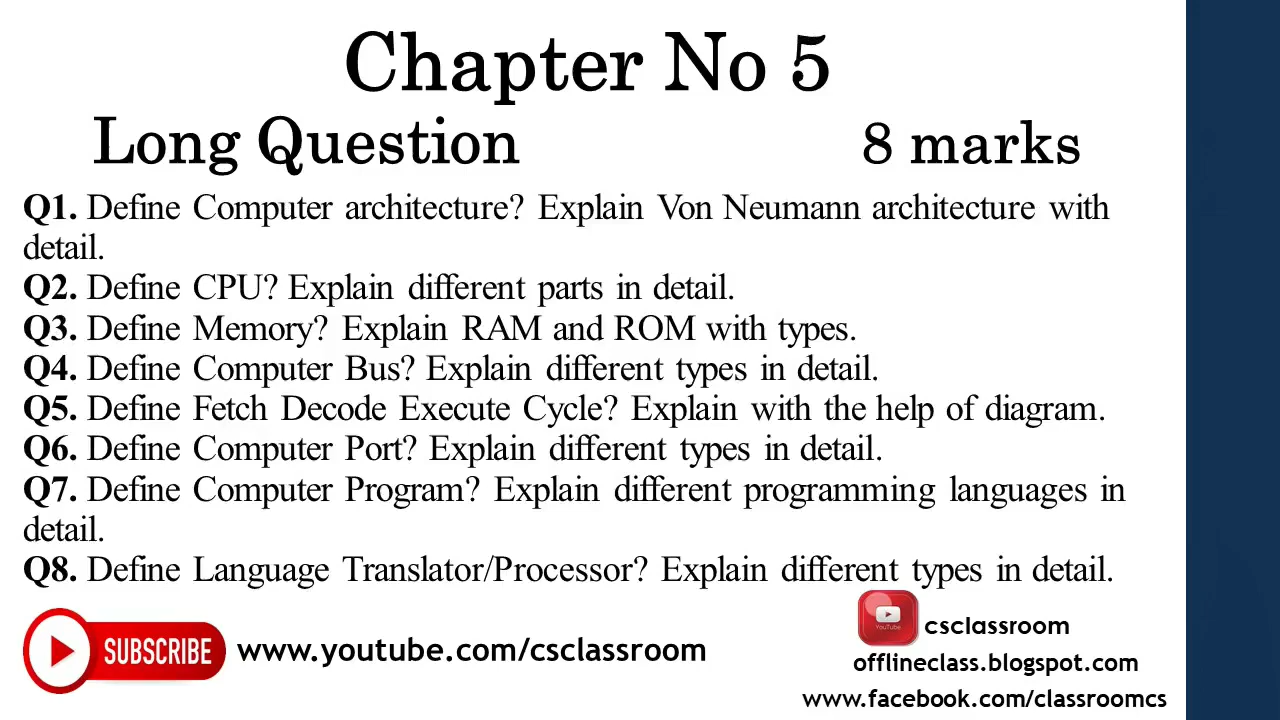 Chapter No 5
Long Question 8 marks
Q1. Define Computer architecture? Explain Von Neumann architecture with
detail.
Q2. Define CPU? Explain different parts in detail.
Q3. Define Memory? Explain RAM and ROM with types.
Q4. Define Computer Bus? Explain different types in detail.
Q5. Define Fetch Decode Execute Cycle? Explain with the help of diagram.
Q6. Define Computer Port? Explain different types in detail.
Q7. Define Computer Program? Explain different programming languages in
detail.
Q8. Define Language Translator/Processor? Explain different types in detail.
SUBSCRIBE www.youtube.com/csclassroom
YouTube csclassroom
offlineclass.blogspot.com
www.facebook.com/classroomcs